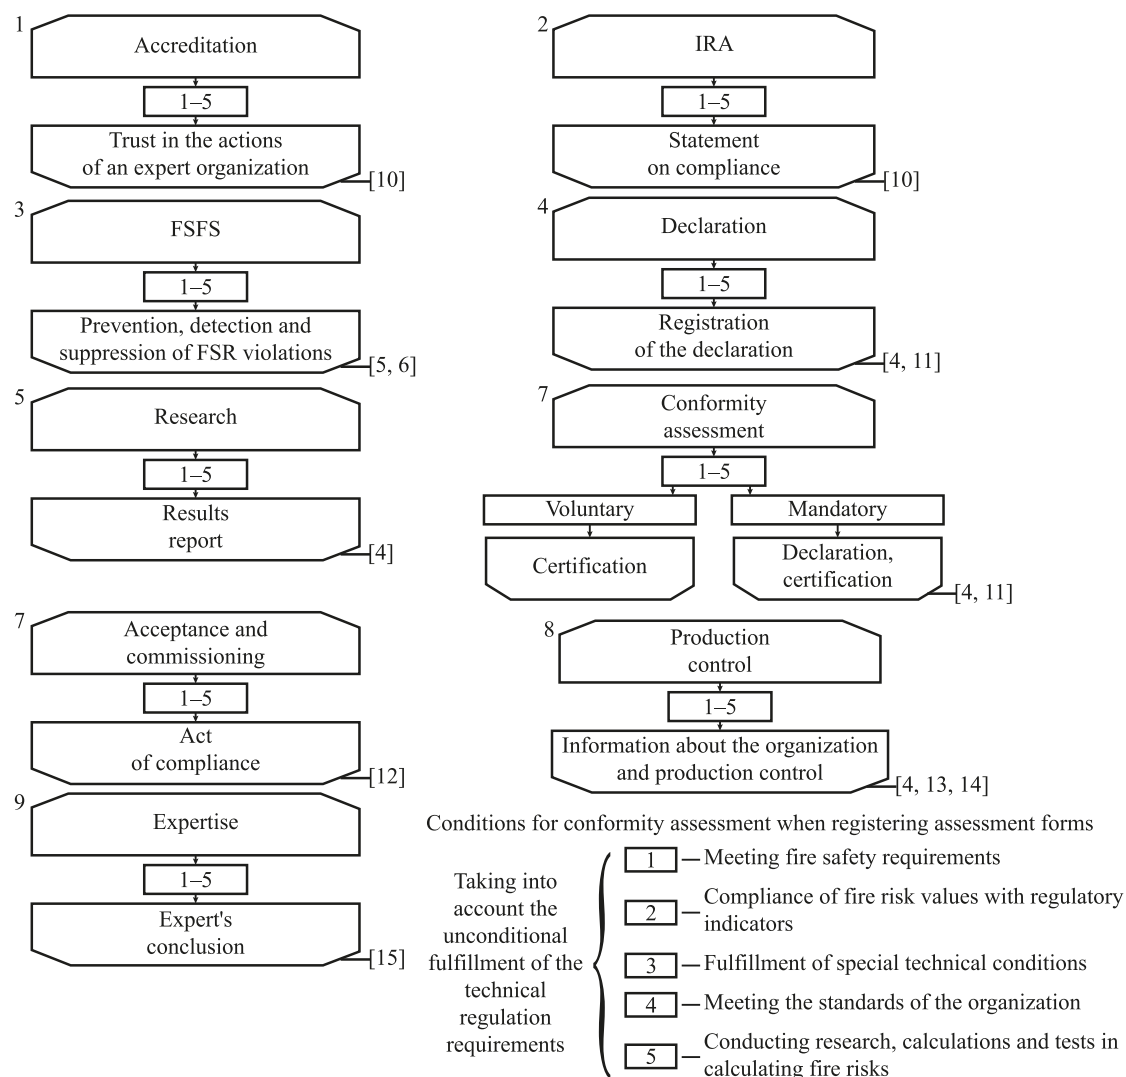 1
Accreditation
1–5
Trust in the actions
of an expert organization
[10]
2
IRA
1–5
Statement
on compliance
[10]
3
FSFS
1–5
Prevention, detection and
suppression of FSR violations
[5, 6]
4
Declaration
1–5
Registration
of the declaration
[4, 11]
5
Research
1–5
Results
report
[4]
7
Conformity
assessment
1–5
Voluntary
Mandatory
Certification
Declaration,
certification
[4, 11]
7
Acceptance and
commissioning
1–5
Act
of compliance
[12]
8
Production
control
1–5
Information about the organization
and production control
[4, 13, 14]
9
Expertise
1–5
Expert's
conclusion
[15]
Conditions for conformity assessment when registering assessment forms
Taking into
account the
unconditional
fulfillment of the
technical
regulation
requirements
1 – Meeting fire safety requirements
2 – Compliance of fire risk values with regulatory
indicators
3 – Fulfillment of special technical conditions
4 – Meeting the standards of the organization
5 – Conducting research, calculations and tests in
calculating fire risks